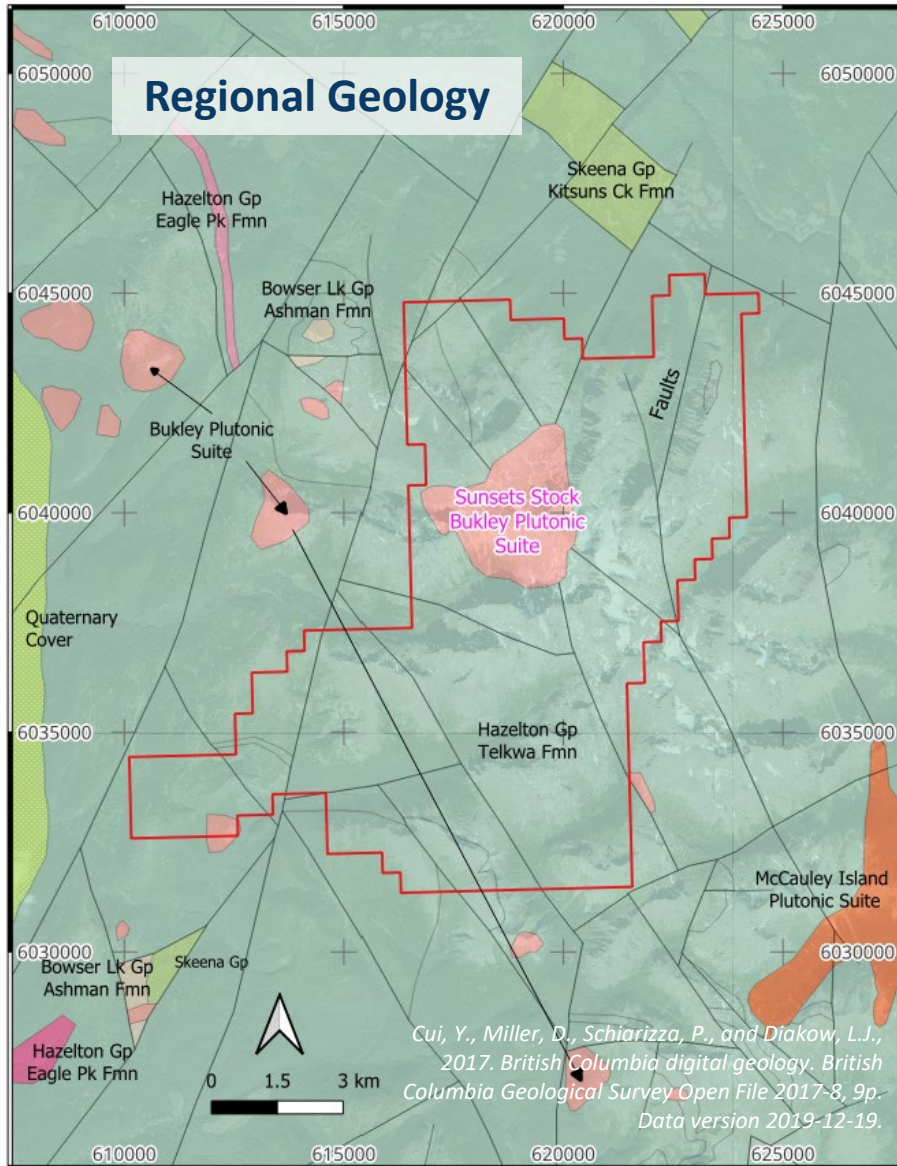 610000 615000 620000 625000
6050000 6050000
Regional Geology
Skeena Gp
Kitsuns Ck Fmn
Hazelton Gp
Eagle Pk Fmn
Bowser Lk Gp
Ashman Fmn
6045000 6045000
Faults
Bukley Plutonic
Suite
Sunsets Stock
Bukley Plutonic
Suite
6040000 6040000
Quaternary
Cover
Hazelton Gp
Telkwa Fmn
6035000 6035000
McCauley Island
Plutonic Suite
6030000 6030000
Bowser Lk Gp
Ashman Fmn
Skeena Gp
Hazelton Gp
Eagle Pk Fmn
0 1.5 3 km
Cui, Y., Miller, D., Schiarizza, P., and Diakow, L.J.,
2017. British Columbia digital geology. British
Columbia Geological Survey Open File 2017-8, 9p.
Data version 2019-12-19.
610000 615000 620000 625000